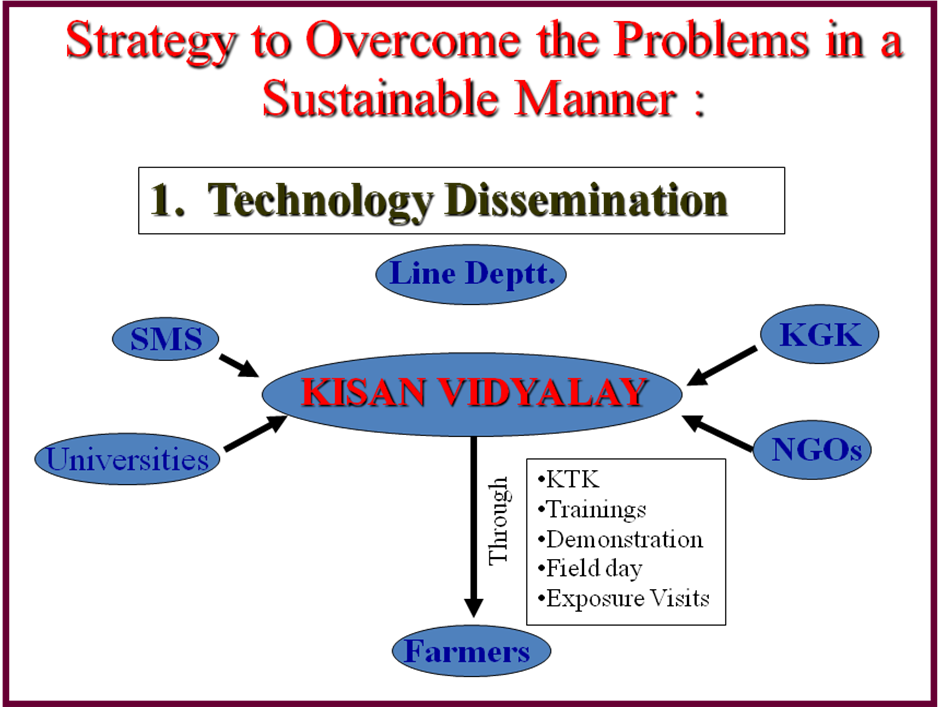 Strategy to Overcome the Problems in a
Sustainable Manner :
1. Technology Dissemination
Line Deptt.
SMS
KGK
KISAN VIDYALAY
Universities
NGOs
Through
•KTK
•Trainings
•Demonstration
•Field day
•Exposure Visits
Farmers